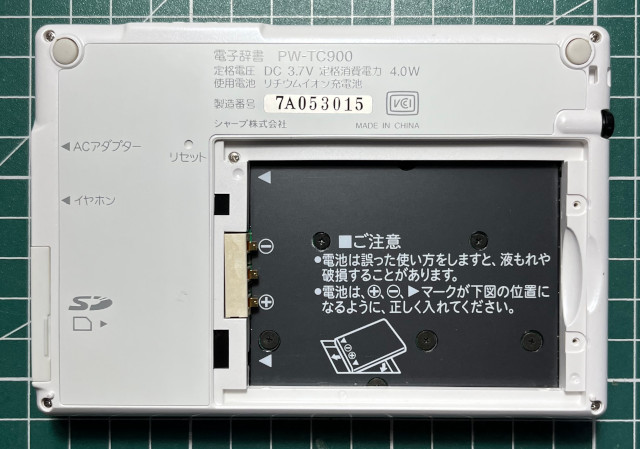 電子辞書 PW-TC900
定格電圧 DC 3.7V 定格消費電力 4.0W
使用電池 リチウムイオン充電池
製造番号 7A053015 VCI
シャープ株式会社 MADE IN CHINA
◀ACアダプター
リセット
◀イヤホン
SD
■ご注意
●電池は誤った使い方をしますと、液もれや
破損することがあります。
●電池は、⊕、⊖、▶マークが下図の位置に
なるように、正しく入れてください。
⊖
⊕